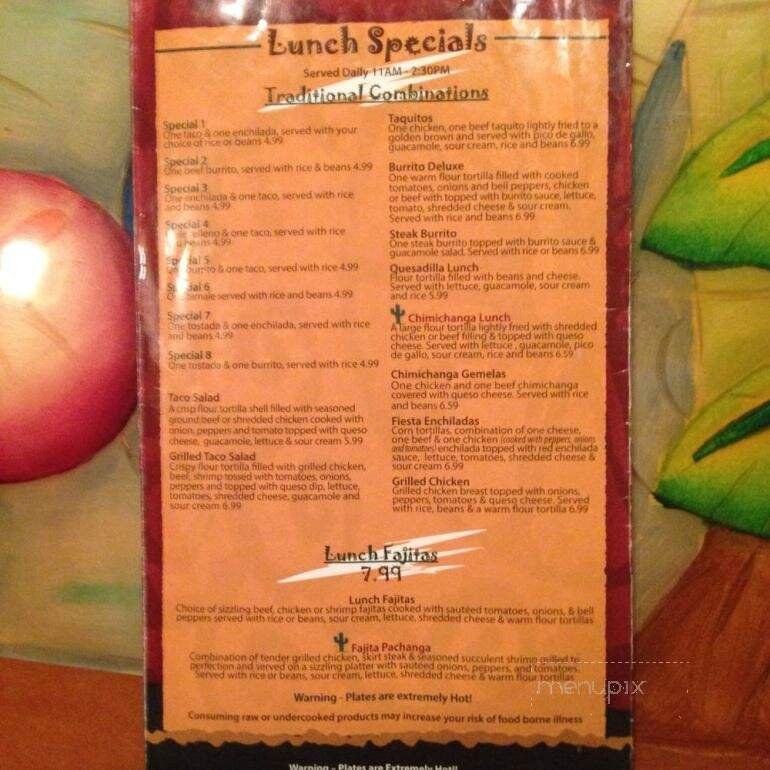 Lunch Specials
Served Daily 11AM - 2:30PM
Traditional Combinations
Special 1
One taco & one enchilada, served with your
choice of rice or beans 4.99
Special 2
One beef burrito, served with rice & beans 4.99
Special 3
One enchilada & one taco, served with rice
and beans 4.99
Special 4
relleno & one taco, served with rice
beans 4.99
Special 5
One burrito & one taco, served with rice 4.99
Special 6
One tamale served with rice and beans 4.99
Special 7
One tostada & one enchilada, served with rice
and beans 4.99
Special 8
One tostada & one burrito, served with rice 4.99
Taco Salad
A crisp flour tortilla shell filled with seasoned
ground beef or shredded chicken cooked with
onion, peppers and tomato topped with queso
cheese, guacamole, lettuce & sour cream 5.99
Grilled Taco Salad
Crispy flour tortilla filled with grilled chicken,
beef, shrimp tossed with tomatoes, onions,
peppers and topped with queso dip, lettuce,
tomatoes, shredded cheese, guacamole and
sour cream 6.99
Taquitos
One chicken, one beef taquito lightly fried to a
golden brown and served with pico de gallo,
guacamole, sour cream, rice and beans 6.99
Burrito Deluxe
One warm flour tortilla filled with cooked
tomatoes, onions and bell peppers, chicken
or beef with topped with burrito sauce, lettuce,
tomato, shredded cheese & sour cream.
Served with rice and beans 6.99
Steak Burrito
One steak burrito topped with burrito sauce &
guacamole salad. Served with rice or beans 6.99
Quesadilla Lunch
Flour tortilla filled with beans and cheese.
Served with lettuce, guacamole, sour cream
and rice 5.99
Chimichanga Lunch
A large flour tortilla lightly fried with shredded
chicken or beef filling & topped with queso
cheese. Served with lettuce , guacamole, pico
de gallo, sour cream, rice and beans 6.59
Chimichanga Gemelas
One chicken and one beef chimichanga
covered with queso cheese. Served with rice
and beans 6.59
Fiesta Enchiladas
Corn tortillas, combination of one cheese,
one beef & one chicken (cooked with peppers, onions
and tomatoes) enchilada topped with red enchilada
sauce, lettuce, tomatoes, shredded cheese &
sour cream 6.99
Grilled Chicken
Grilled chicken breast topped with onions,
peppers, tomatoes & queso cheese. Served
with rice, beans & a warm flour tortilla 6.99
Lunch Fajitas
7.99
Lunch Fajitas
Choice of sizzling beef, chicken or shrimp fajitas cooked with sautéed tomatoes, onions, & bell
peppers served with rice or beans, sour cream, lettuce, shredded cheese & warm flour tortillas
Fajita Pachanga
Combination of tender grilled chicken, skirt steak & seasoned succulent shrimp grilled to
perfection and served on a sizzling platter with sautéed onions, peppers, and tomatoes.
Served with rice or beans, sour cream, lettuce, shredded cheese & warm flour tortillas
menupix
Warning - Plates are extremely Hot!
Consuming raw or undercooked products may increase your risk of food borne illness
Warning - Plates are Extremely Hot!!